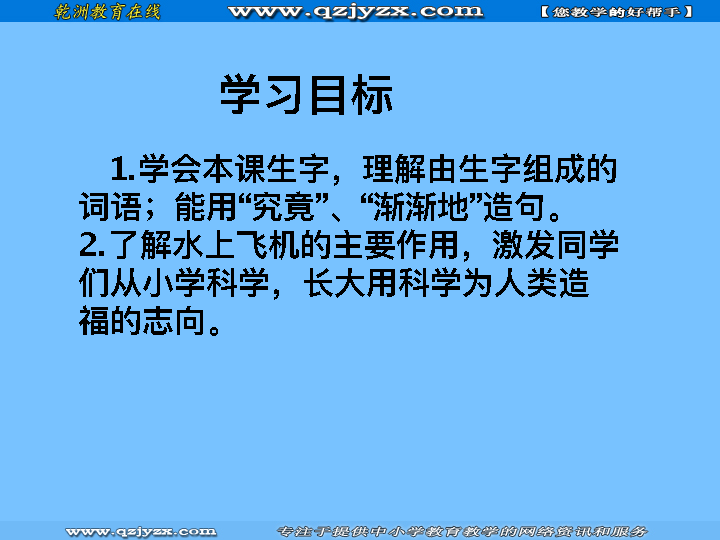 乾洲教育在线 www.qzjyzx.com 【您教学的好帮手】
学习目标
1.学会本课生字，理解由生字组成的
词语；能用“究竟”、“渐渐地”造句。
2.了解水上飞机的主要作用，激发同学
们从小学科学，长大用科学为人类造
福的志向。
www.qzjyzx.com 专注于提供中小学教育教学的网络资讯和服务